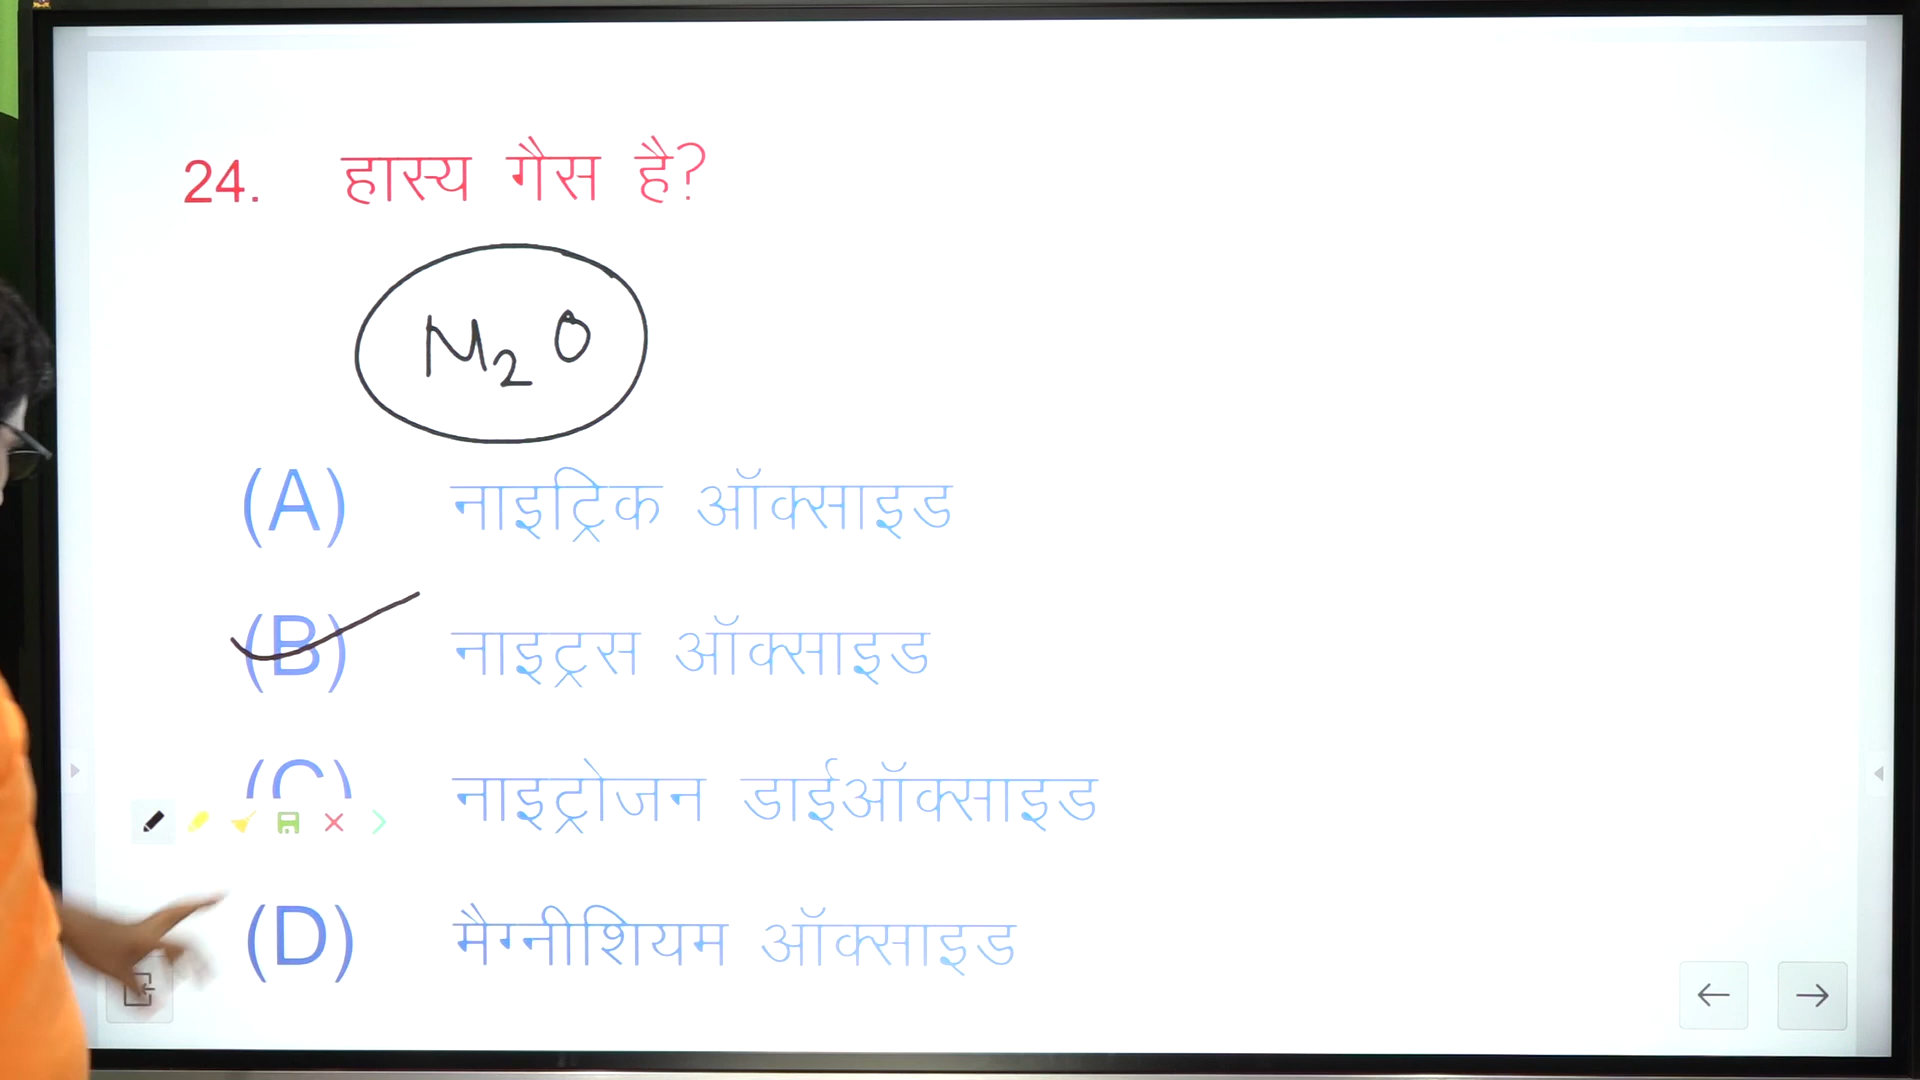 24. हास्य गैस है?
N₂O
(A) नाइट्रिक ऑक्साइड
(B) नाइट्रस ऑक्साइड
(C) नाइट्रोजन डाईऑक्साइड
(D) मैग्नीशियम ऑक्साइड